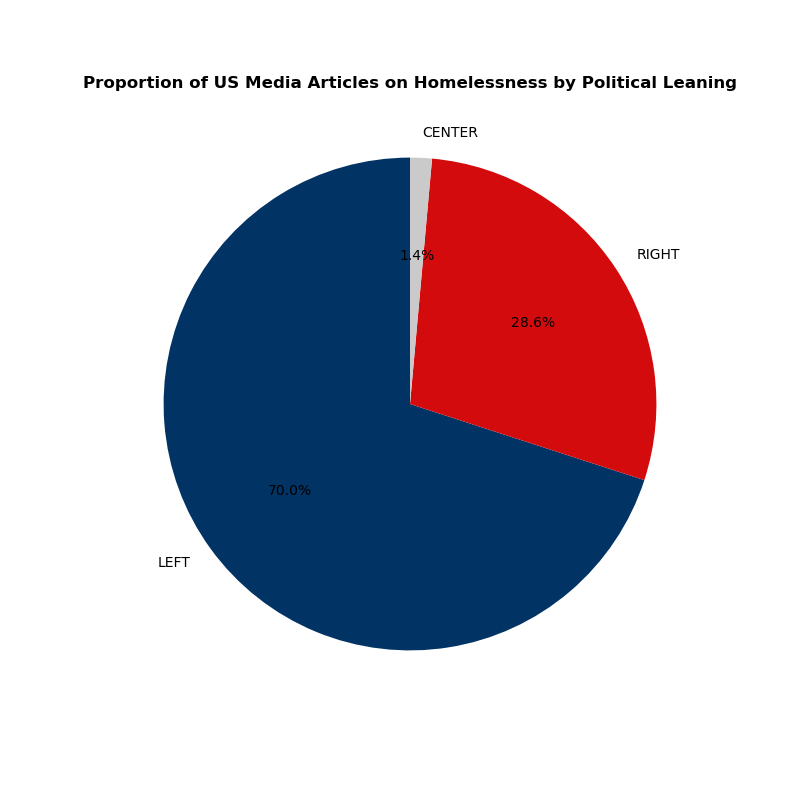 Proportion of US Media Articles on Homelessness by Political Leaning
CENTER
RIGHT
1.4%
28.6%
70.0%
LEFT